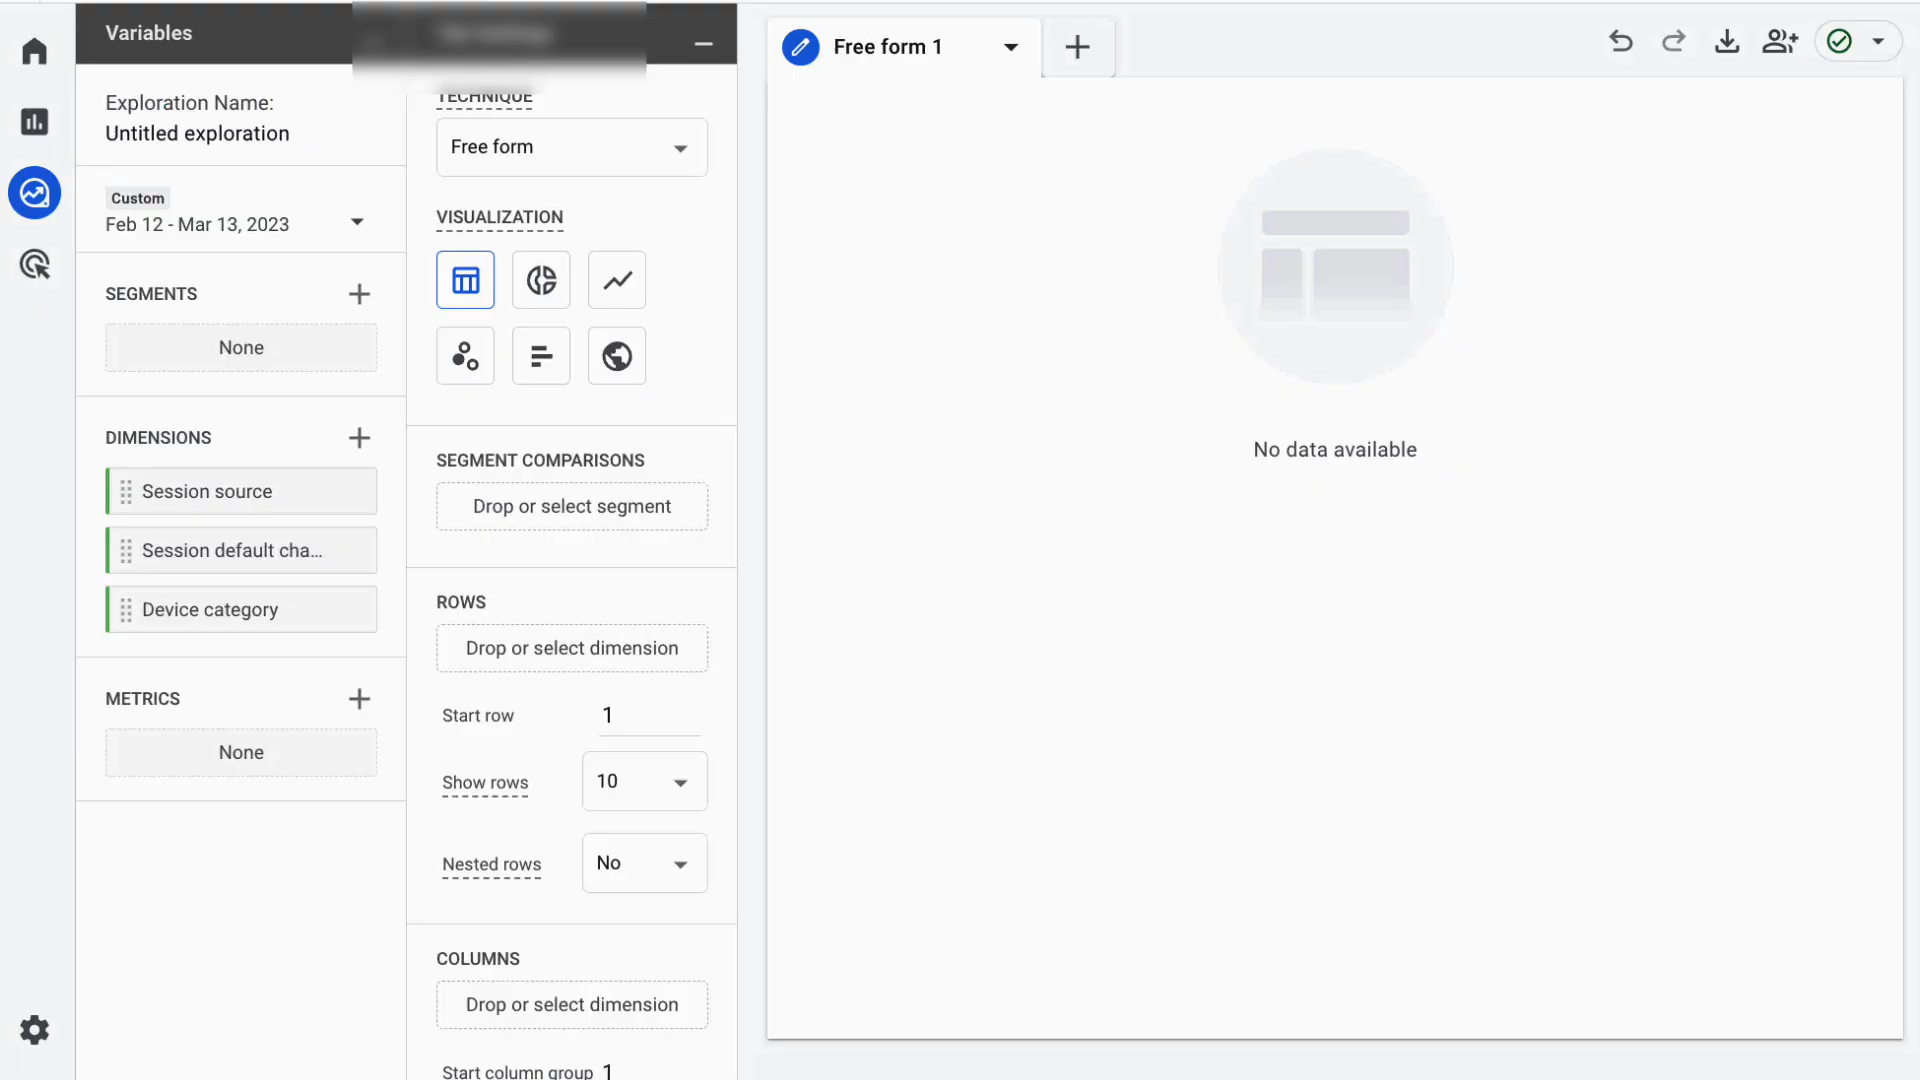 Variables
Exploration Name:
Untitled exploration
Custom
Feb 12 - Mar 13, 2023
SEGMENTS
None
DIMENSIONS
Session source
Session default cha...
Device category
METRICS
None
TECHNIQUE
Free form
VISUALIZATION
SEGMENT COMPARISONS
Drop or select segment
ROWS
Drop or select dimension
Start row 1
Show rows 10
Nested rows No
COLUMNS
Drop or select dimension
Start column group 1
Free form 1
No data available